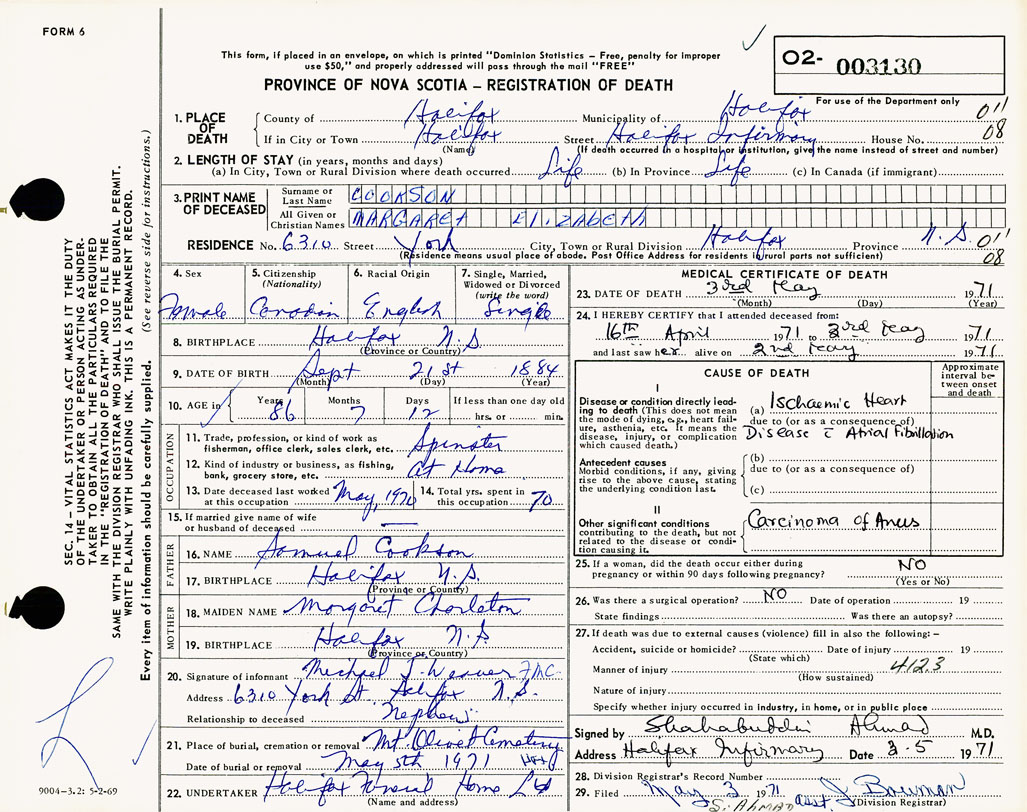 FORM 6
This form, if placed in an envelope, on which is printed "Dominion Statistics – Free, penalty for improper
use $50," and properly addressed will pass through the mail "FREE"
O2- 003130
PROVINCE OF NOVA SCOTIA – REGISTRATION OF DEATH
For use of the Department only
1. PLACE OF DEATH
County of Halifax Municipality of Halifax 011
If in City or Town Halifax Street Halifax Infirmary House No. 08
(Name) (If death occurred in a hospital or institution, give the name instead of street and number)
2. LENGTH OF STAY (in years, months and days)
(a) In City, Town or Rural Division where death occurred Life (b) In Province Life (c) In Canada (if immigrant)
3. PRINT NAME OF DECEASED
Surname or Last Name COOKSON
All Given or Christian Names MARGARET ELIZABETH
RESIDENCE No. 6310 Street York City, Town or Rural Division Halifax Province N.S. 011
(Residence means usual place of abode. Post Office Address for residents in rural parts not sufficient) 08
4. Sex
Female
5. Citizenship
(Nationality)
Canadian
6. Racial Origin
English
7. Single, Married,
Widowed or Divorced
(write the word)
Single
8. BIRTHPLACE Halifax N.S.
(Province or Country)
9. DATE OF BIRTH Sept 21st 1884
(Month) (Day) (Year)
10. AGE in Years Months Days If less than one day old
86 7 12 hrs. or min.
OCCUPATION
11. Trade, profession, or kind of work as
fisherman, office clerk, sales clerk, etc. Spinster
12. Kind of industry or business, as fishing,
bank, grocery store, etc. At Home
13. Date deceased last worked
at this occupation May, 1970
14. Total yrs. spent in
this occupation 70
15. If married give name of wife
or husband of deceased —
FATHER
16. NAME Samuel Cookson
17. BIRTHPLACE Halifax N.S.
(Province or Country)
MOTHER
18. MAIDEN NAME Margaret Charleton
19. BIRTHPLACE Halifax N.S
(Province or Country)
20. Signature of informant Michael J. Weaver
Address 6310 York St. Halifax N.S.
Relationship to deceased Nephew
21. Place of burial, cremation or removal Mt. Olivet Cemetery
Date of burial or removal May 5th 1971
22. UNDERTAKER Halifax Funeral Home Ltd
(Name and address)
MEDICAL CERTIFICATE OF DEATH
23. DATE OF DEATH 3rd May 1971
(Month) (Day) (Year)
24. I HEREBY CERTIFY that I attended deceased from:
16th April 1971 to 3rd May 1971
and last saw her alive on 2nd May 1971
CAUSE OF DEATH
Approximate
interval be-
tween onset
and death
I
Disease or condition directly lead-
ing to death (This does not mean
the mode of dying, e.g., heart fail-
ure, asthenia, etc. It means the
disease, injury, or complication
which caused death.)
(a) Ischaemic Heart
due to (or as a consequence of)
Disease c̄ Atrial Fibrillation
Antecedent causes
Morbid conditions, if any, giving
rise to the above cause, stating
the underlying condition last.
(b)
due to (or as a consequence of)
(c)
II
Other significant conditions
contributing to the death, but not
related to the disease or condi-
tion causing it.
Carcinoma of Anus
25. If a woman, did the death occur either during
pregnancy or within 90 days following pregnancy? NO
(Yes or No)
26. Was there a surgical operation? NO Date of operation 19
State findings Was there an autopsy?
27. If death was due to external causes (violence) fill in also the following: –
Accident, suicide or homicide? Date of injury 19
(State which)
Manner of injury 412.3
(How sustained)
Nature of injury
Specify whether injury occurred in industry, in home, or in public place
Signed by Shahabuddin Ahmad M.D.
Address Halifax Infirmary Date 3-5 1971
28. Division Registrar's Record Number
29. Filed May 3 1971 asst. J. Bowman
(Division Registrar)
S. AHMAD
SEC. 14 – VITAL STATISTICS ACT MAKES IT THE DUTY
OF THE UNDERTAKER OR PERSON ACTING AS UNDER-
TAKER TO OBTAIN ALL THE PARTICULARS REQUIRED
IN THE "REGISTRATION OF DEATH" AND TO FILE THE
SAME WITH THE DIVISION REGISTRAR WHO SHALL ISSUE THE BURIAL PERMIT.
WRITE PLAINLY WITH UNFADING INK. THIS IS A PERMANENT RECORD.
Every item of information should be carefully supplied. (See reverse side for instructions.)
9004-3.2: 5-2-69